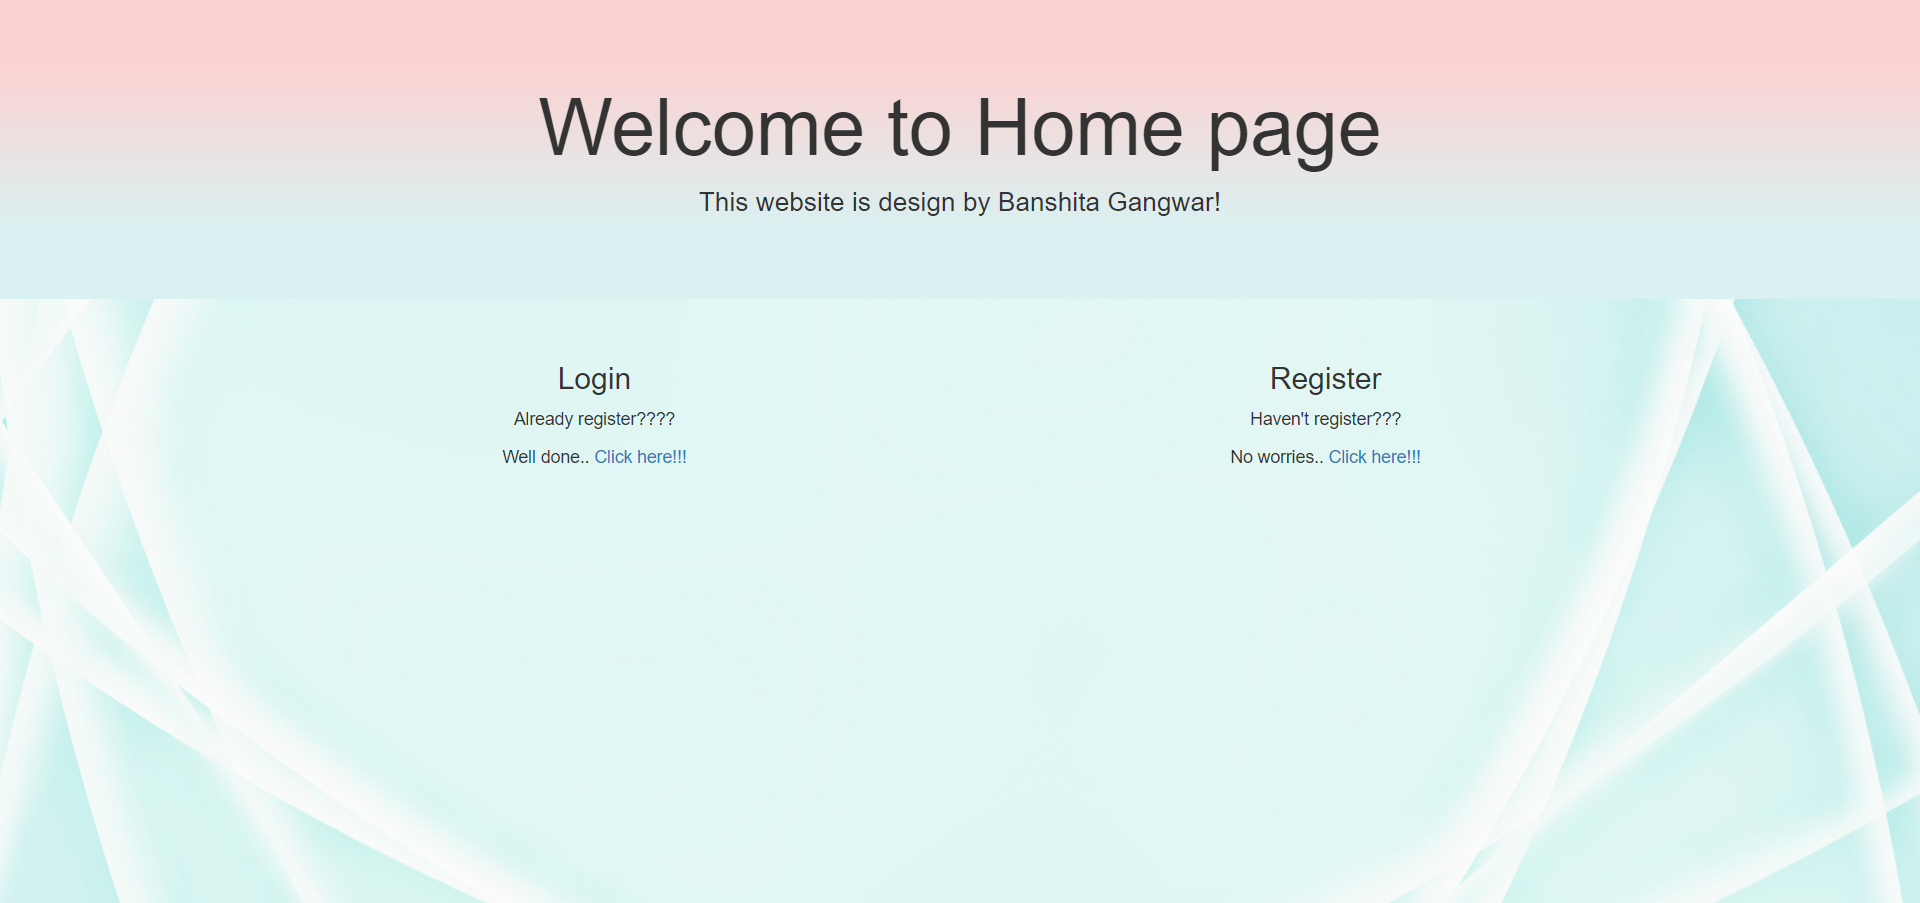 Welcome to Home page
This website is design by Banshita Gangwar!
Login
Already register????
Well done.. Click here!!!
Register
Haven't register???
No worries.. Click here!!!